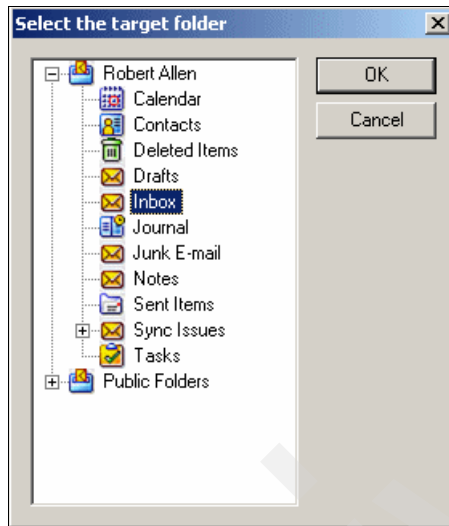 Select the target folder
Robert Allen
Calendar
Contacts
Deleted Items
Drafts
Inbox
Journal
Junk E-mail
Notes
Sent Items
Sync Issues
Tasks
Public Folders
OK
Cancel